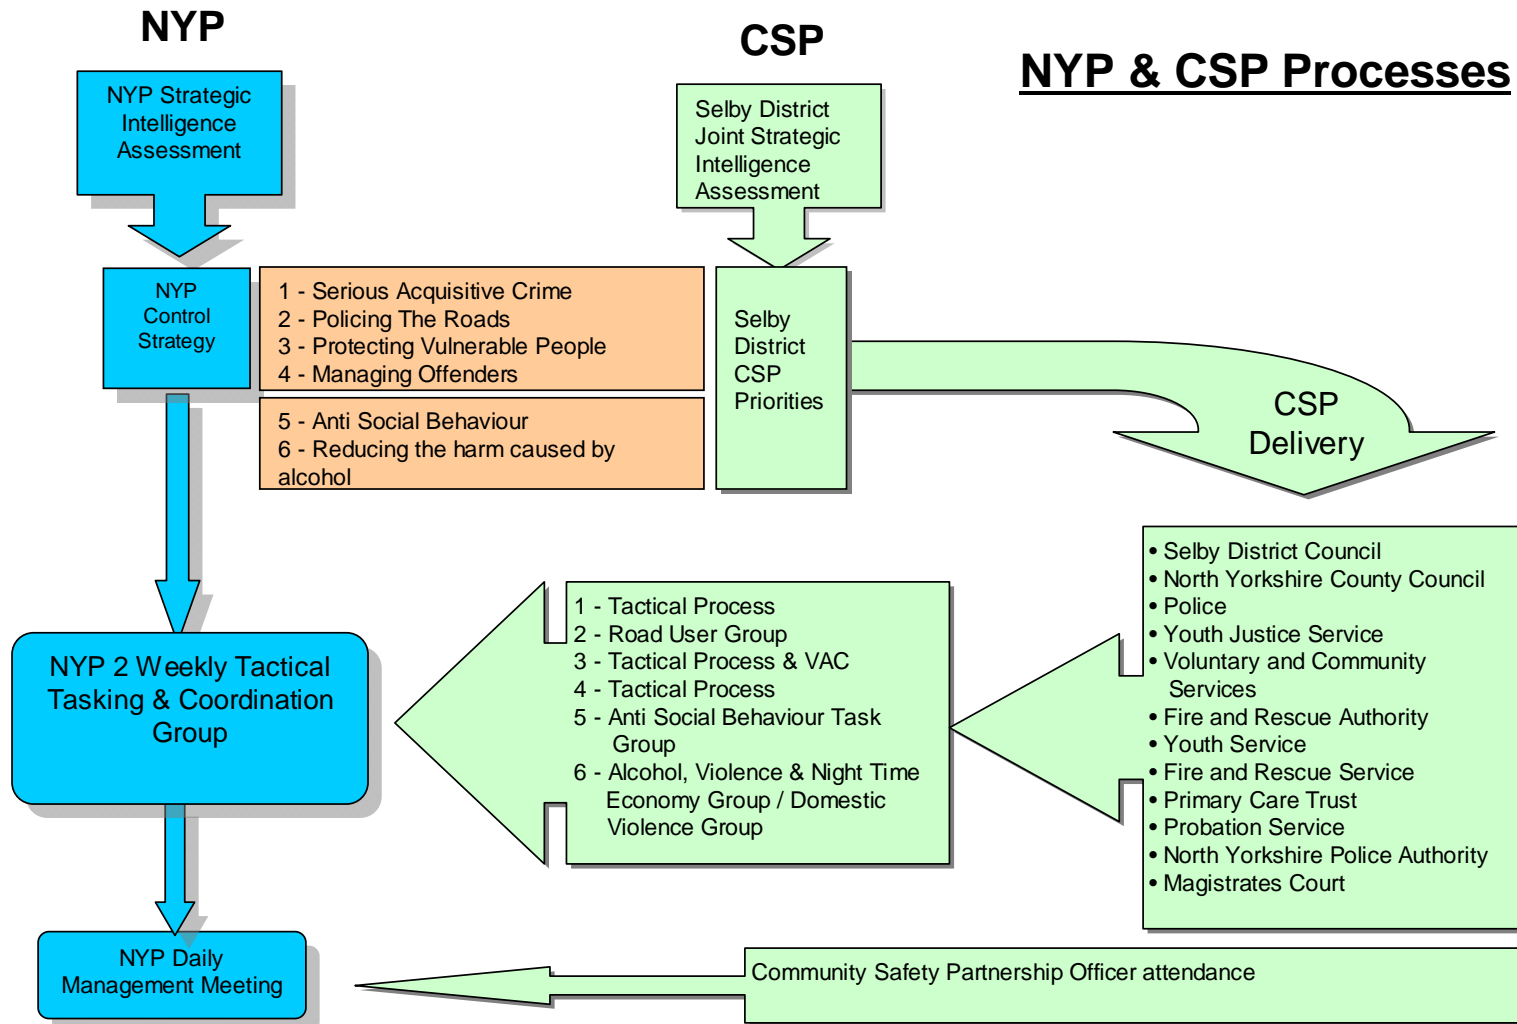 NYP
CSP
NYP & CSP Processes
NYP Strategic
Intelligence
Assessment
Selby District
Joint Strategic
Intelligence
Assessment
NYP
Control
Strategy
1 - Serious Acquisitive Crime
2 - Policing The Roads
3 - Protecting Vulnerable People
4 - Managing Offenders
5 - Anti Social Behaviour
6 - Reducing the harm caused by
alcohol
Selby
District
CSP
Priorities
CSP
Delivery
NYP 2 Weekly Tactical
Tasking & Coordination
Group
1 - Tactical Process
2 - Road User Group
3 - Tactical Process & VAC
4 - Tactical Process
5 - Anti Social Behaviour Task
Group
6 - Alcohol, Violence & Night Time
Economy Group / Domestic
Violence Group
• Selby District Council
• North Yorkshire County Council
• Police
• Youth Justice Service
• Voluntary and Community
Services
• Fire and Rescue Authority
• Youth Service
• Fire and Rescue Service
• Primary Care Trust
• Probation Service
• North Yorkshire Police Authority
• Magistrates Court
NYP Daily
Management Meeting
Community Safety Partnership Officer attendance